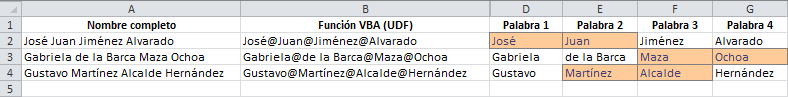 A B D E F G
1 Nombre completo Función VBA (UDF) Palabra 1 Palabra 2 Palabra 3 Palabra 4
2 José Juan Jiménez Alvarado José@Juan@Jiménez@Alvarado José Juan Jiménez Alvarado
3 Gabriela de la Barca Maza Ochoa Gabriela@de la Barca@Maza@Ochoa Gabriela de la Barca Maza Ochoa
4 Gustavo Martínez Alcalde Hernández Gustavo@Martínez@Alcalde@Hernández Gustavo Martínez Alcalde Hernández
5